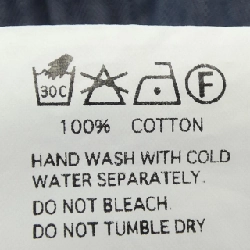 30C F
100% COTTON
HAND WASH WITH COLD
WATER SEPARATELY.
DO NOT BLEACH.
DO NOT TUMBLE DRY